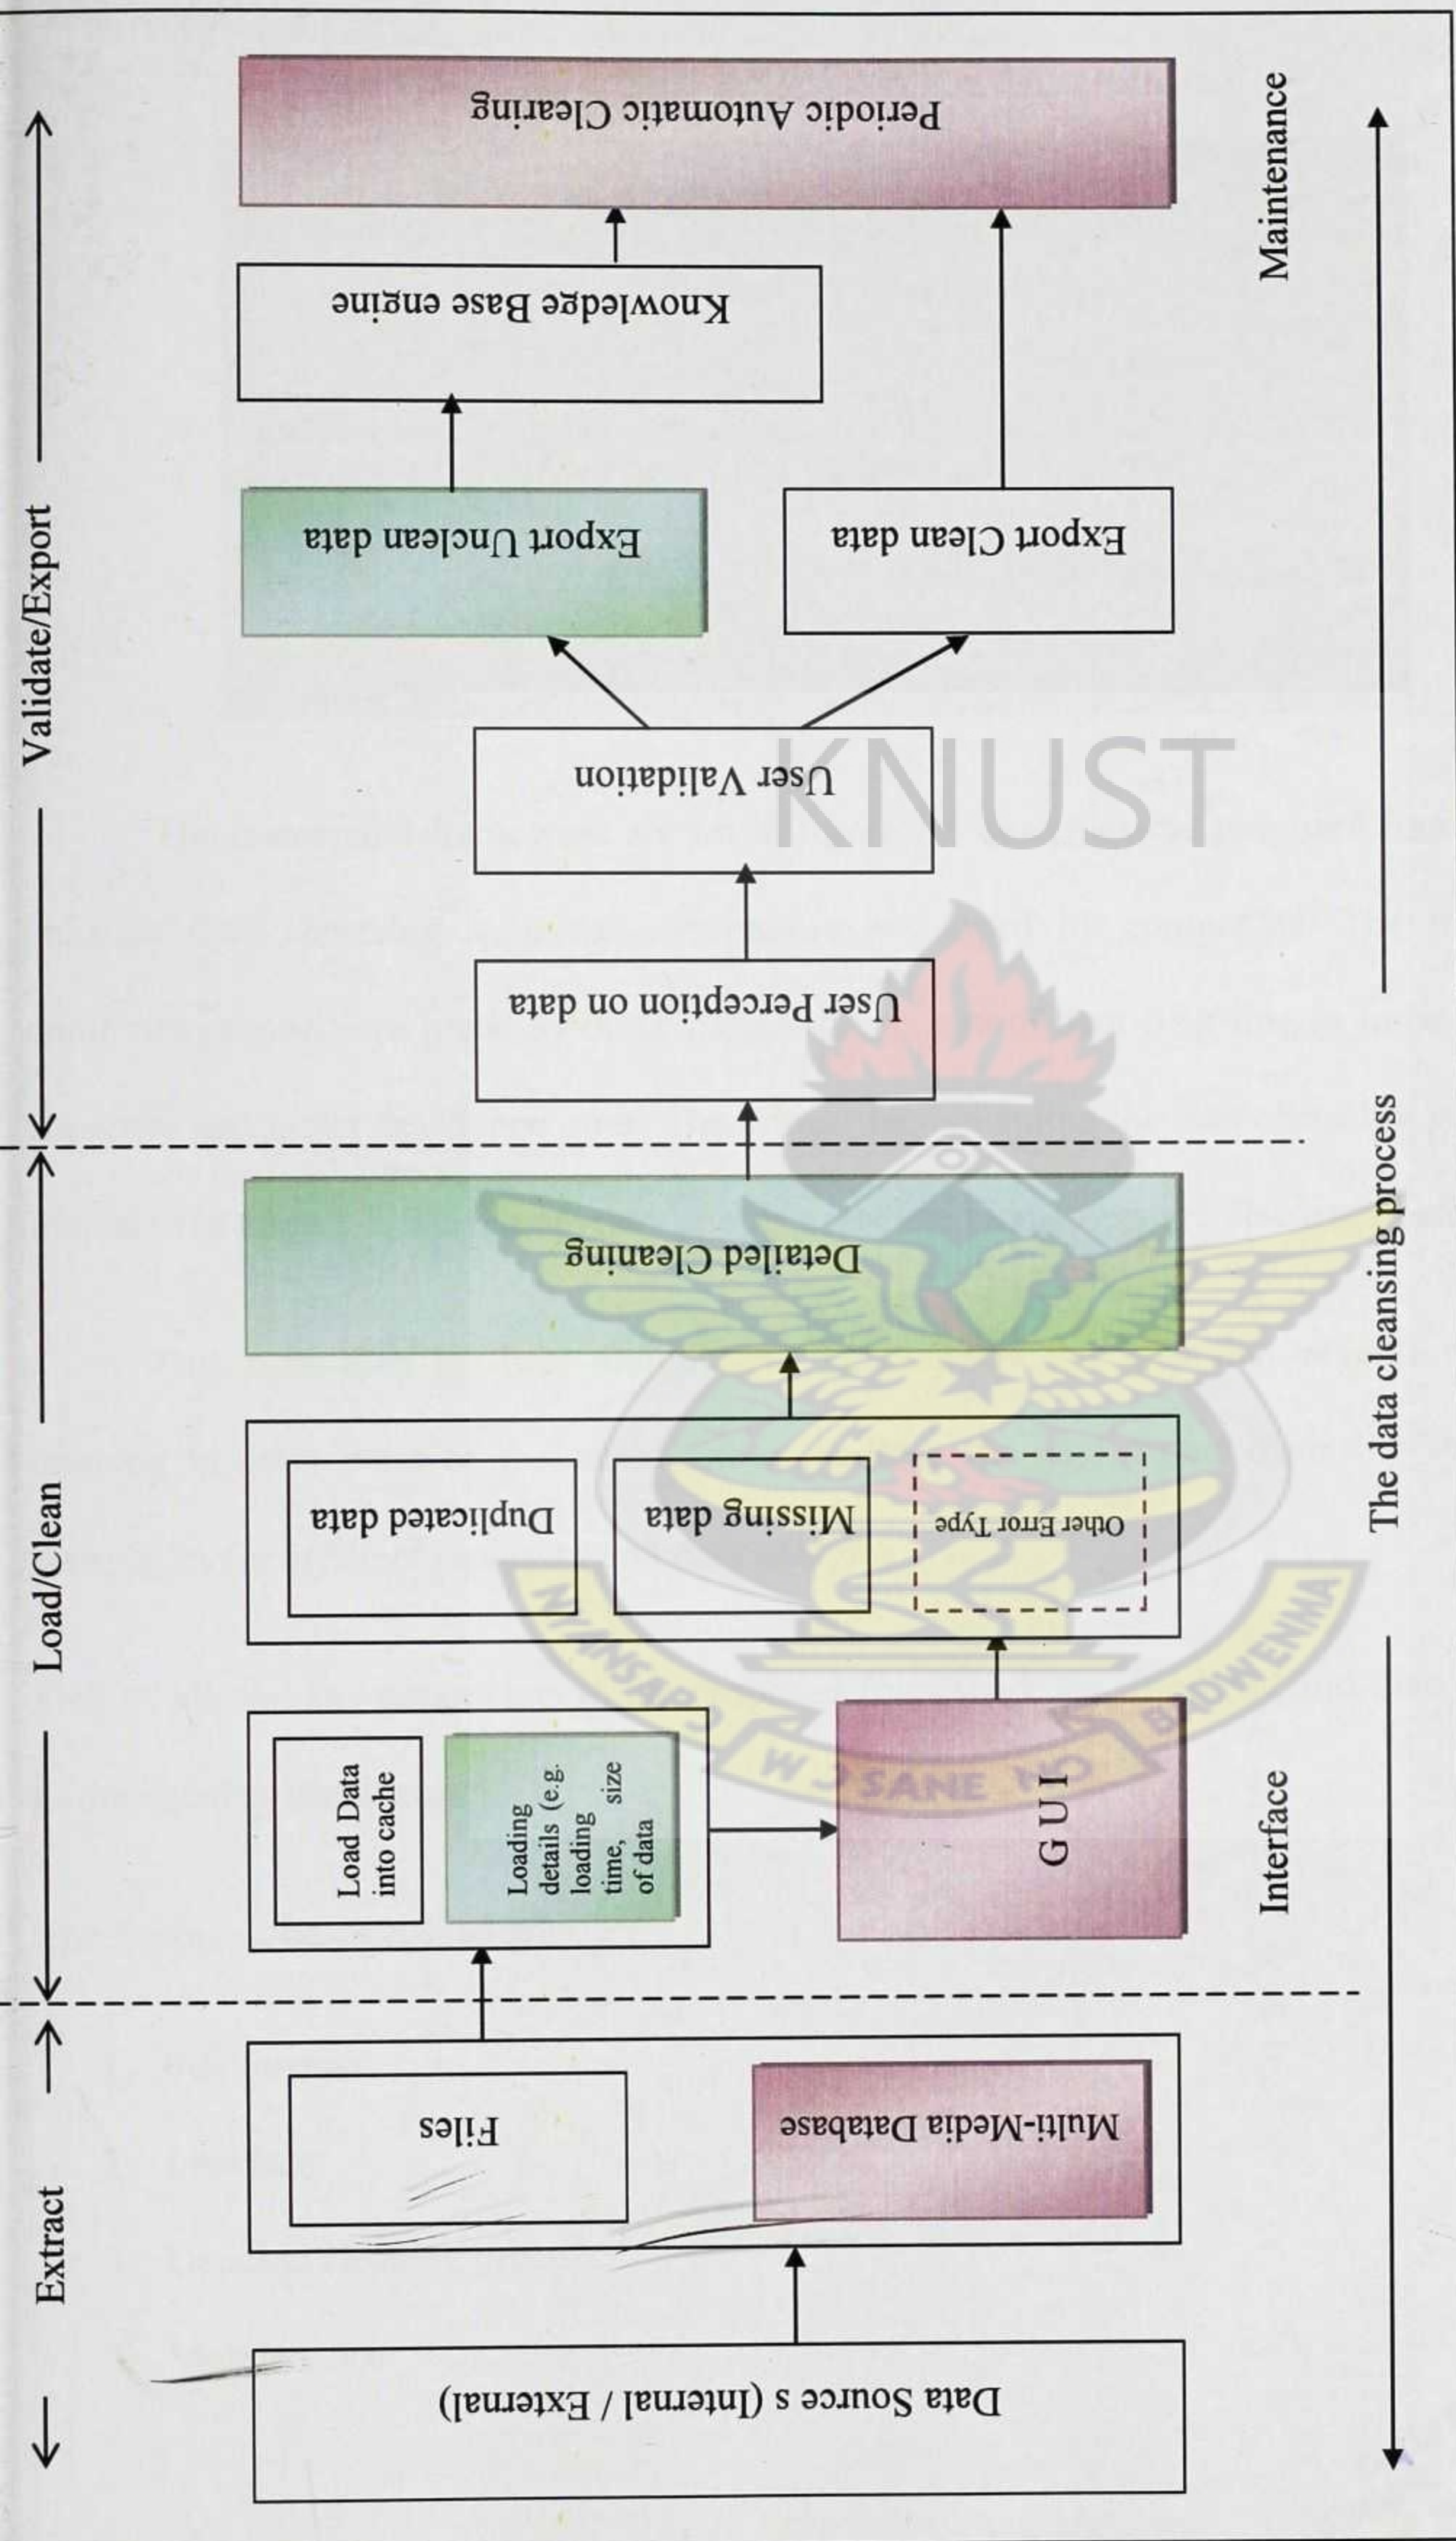 Extract
Load/Clean
Validate/Export
Data Source s (Internal / External)
Files
Multi-Media Database
Load Data
into cache
Loading
details (e.g.
loading
time, size
of data
G U I
Interface
Duplicated data
Missing data
Other Error Type
Detailed Cleaning
User Perception on data
User Validation
Export Unclean data
Export Clean data
Knowledge Base engine
Periodic Automatic Clearing
Maintenance
The data cleansing process
KNUST
W J SANE NO
BADWENMA